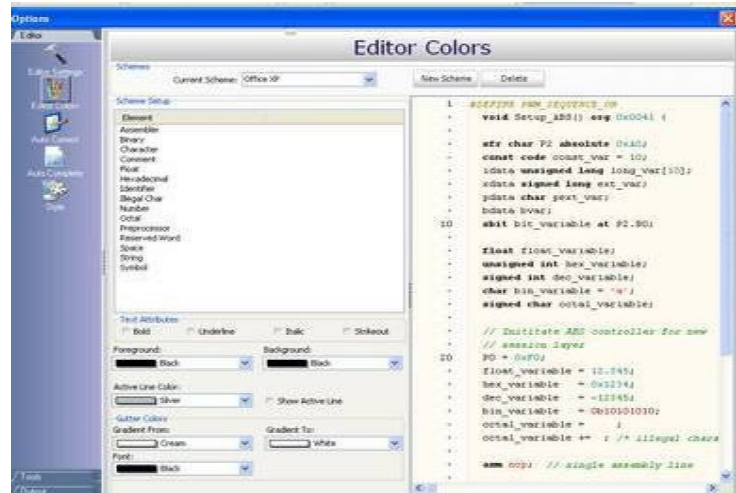 Options
Editor
Editor Settings
Editor Colors
Auto Correct
Auto Complete
Style
Tools
Output
Editor Colors
Schemes
Current Scheme: Office XP
New Scheme
Delete
Scheme Setup
Element
Assembler
Binary
Character
Comment
Float
Hexadecimal
Identifier
Illegal Char
Number
Octal
Preprocessor
Reserved Word
Space
String
Symbol
Text Attributes
Bold Underline Italic Strikeout
Foreground: Background:
Black Black
Active Line Color:
Silver Show Active Line
Gutter Colors
Gradient From: Gradient To:
Cream White
Font:
Black
1 #DEFINE PWM_SEQUENCE_ON
void Setup_ABS() org 0x0041 {
sfr char P2 absolute 0xA0;
const code const_var = 10;
idata unsigned long long_var[10];
xdata signed long ext_var;
pdata char pext_var;
bdata bvar;
10 sbit bit_variable at P2.B0;
float float_variable;
unsigned int hex_variable;
signed int dec_variable;
char bin_variable = 'a';
signed char octal_variable;
// Inititate ABS controller for new
// session layer
20 P0 = 0xF0;
float_variable = 12.345;
hex_variable = 0x1234;
dec_variable = -12345;
bin_variable = 0b10101010;
octal_variable = ;
octal_variable ++ ; /* illegal chara
asm nop; // single assembly line